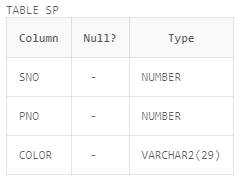 TABLE SP
Column Null? Type
SNO - NUMBER
PNO - NUMBER
COLOR - VARCHAR2(29)